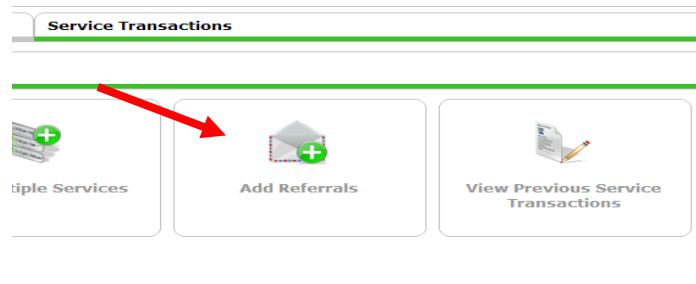 Service Transactions
tiple Services
Add Referrals
View Previous Service
Transactions